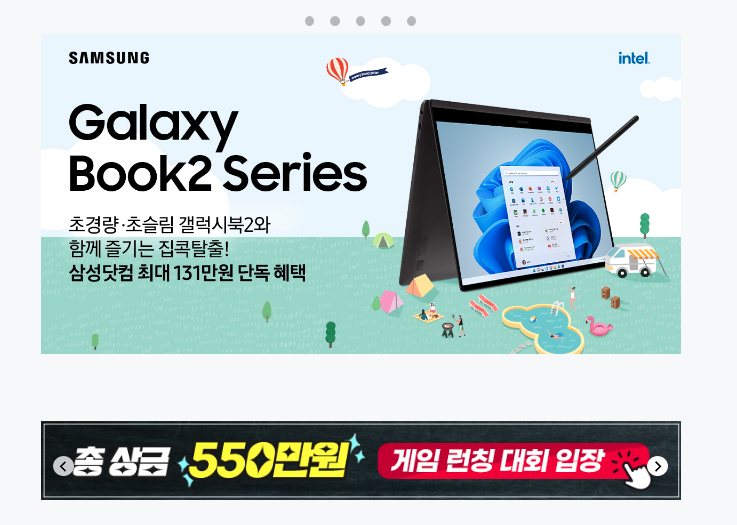 SAMSUNG
intel.
Galaxy
Book2 Series
초경량·초슬림 갤럭시북2와
함께 즐기는 집콕탈출!
삼성닷컴 최대 131만원 단독 혜택
총 상금 550만원 게임 런칭 대회 입장